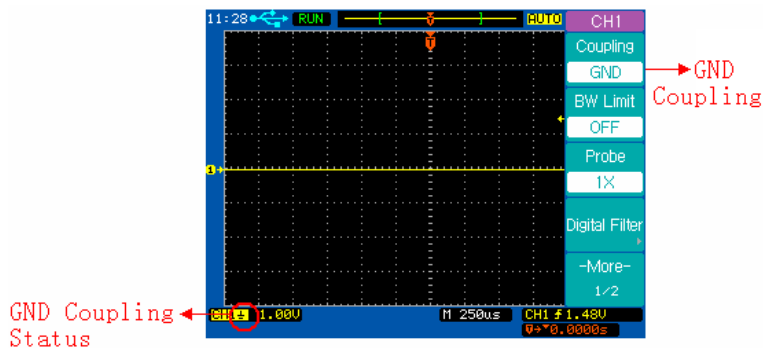 11:28 RUN T AUTO CH1
T
Coupling
GND
GND
Coupling
BW Limit
OFF
Probe
1X
1
Digital Filter
-More-
1/2
GND Coupling
Status
CH1 1.00V M 250us CH1 1.48V
0.0000s